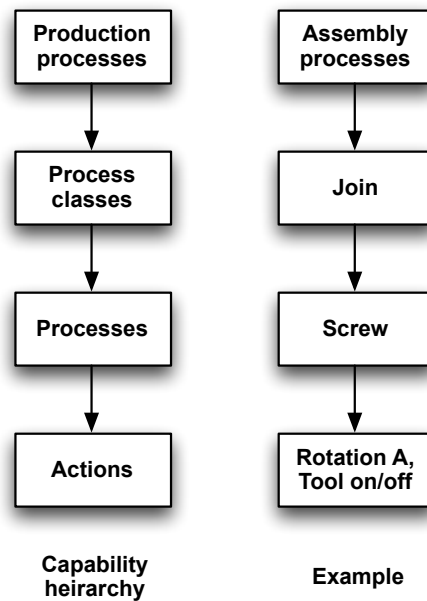 Production
processes
Process
classes
Processes
Actions
Capability
heirarchy
Assembly
processes
Join
Screw
Rotation A,
Tool on/off
Example